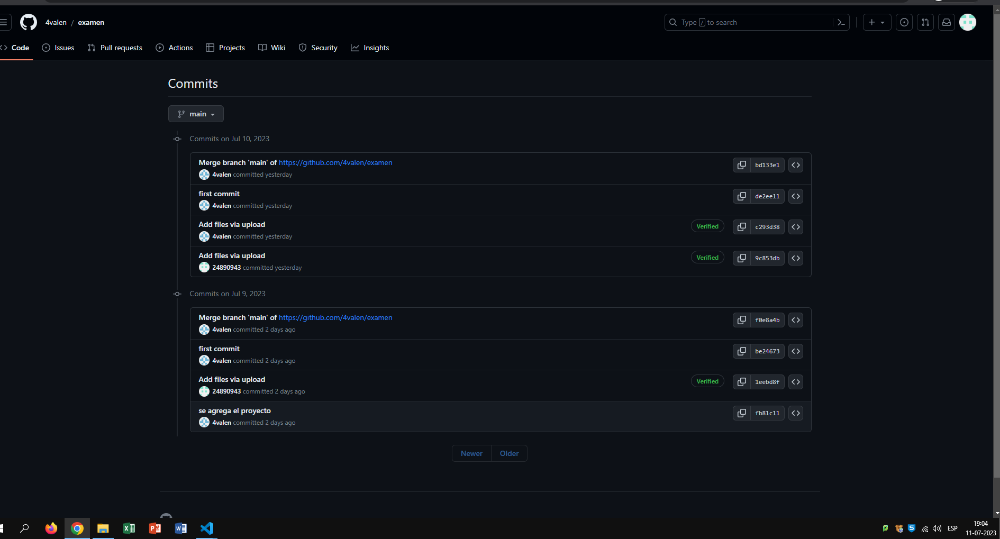 4valen / examen
Type / to search
Code Issues Pull requests Actions Projects Wiki Security Insights
Commits
main
Commits on Jul 10, 2023
Merge branch 'main' of https://github.com/4valen/examen
bd133e1
4valen committed yesterday
first commit
de2ee11
4valen committed yesterday
Add files via upload
Verified
c293d38
4valen committed yesterday
Add files via upload
Verified
9c853db
24890943 committed yesterday
Commits on Jul 9, 2023
Merge branch 'main' of https://github.com/4valen/examen
f0e8a4b
4valen committed 2 days ago
first commit
be24673
4valen committed 2 days ago
Add files via upload
Verified
1eebd8f
24890943 committed 2 days ago
se agrega el proyecto
fb81c11
4valen committed 2 days ago
Newer Older
ESP
19:04
11-07-2023